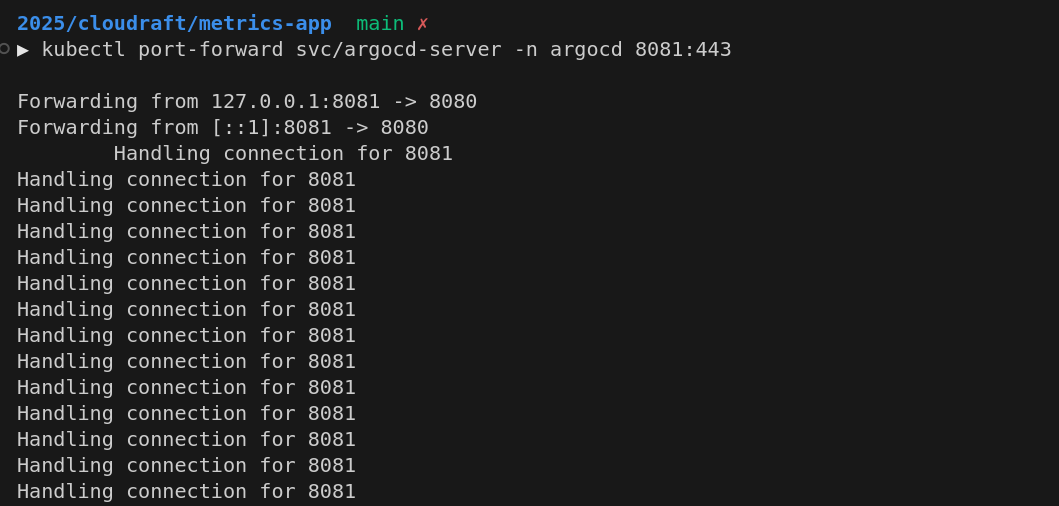 2025/cloudraft/metrics-app  main ✗
▶ kubectl port-forward svc/argocd-server -n argocd 8081:443
Forwarding from 127.0.0.1:8081 -> 8080
Forwarding from [::1]:8081 -> 8080
        Handling connection for 8081
Handling connection for 8081
Handling connection for 8081
Handling connection for 8081
Handling connection for 8081
Handling connection for 8081
Handling connection for 8081
Handling connection for 8081
Handling connection for 8081
Handling connection for 8081
Handling connection for 8081
Handling connection for 8081
Handling connection for 8081
Handling connection for 8081